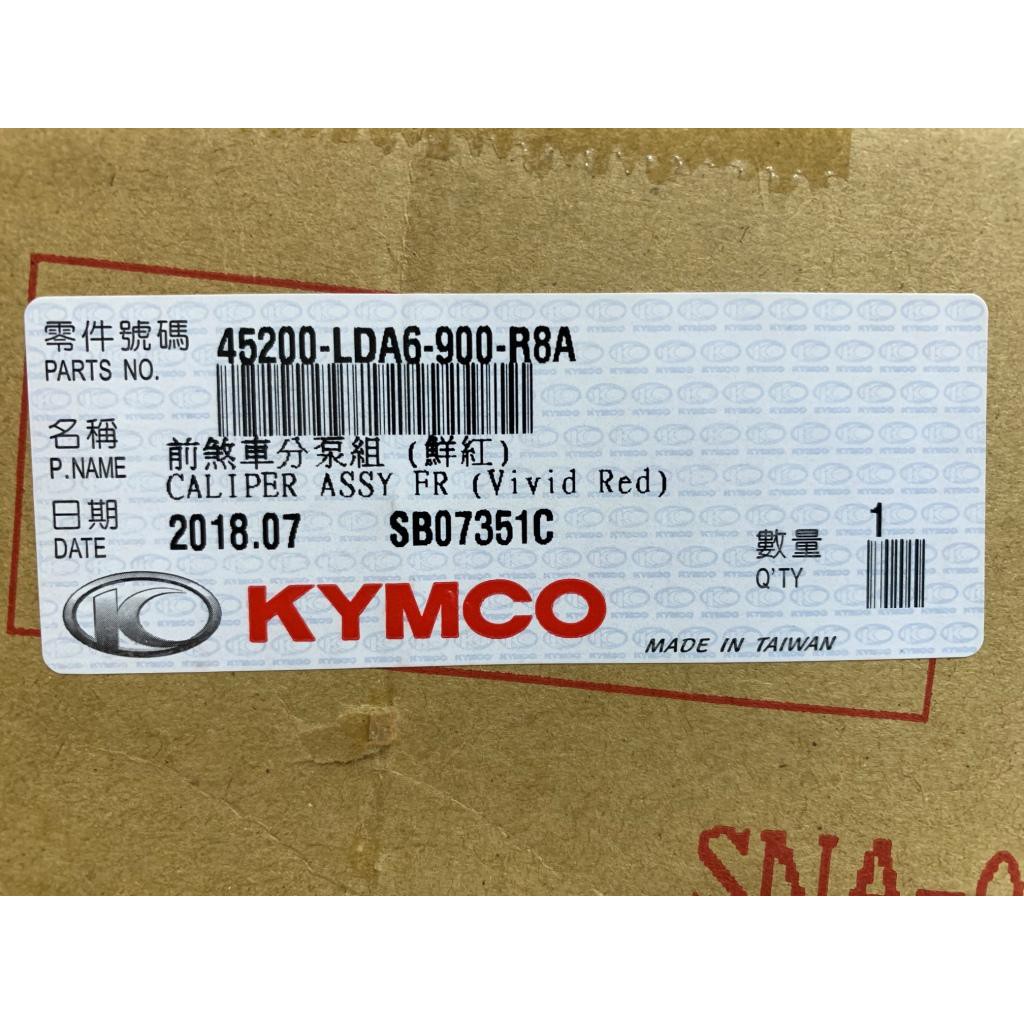 零件號碼 45200-LDA6-900-R8A
PARTS NO.
名稱 前煞車分泵組 (鮮紅)
P.NAME CALIPER ASSY FR (Vivid Red)
日期 2018.07 SB07351C
DATE
數量 1
Q'TY
KYMCO
MADE IN TAIWAN
SNA-